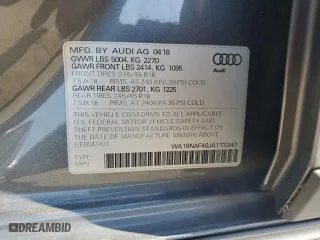 MFD. BY AUDI AG 04 18
GVWR LBS 5004, KG 2270
GAWR FRONT LBS 2414, KG 1095
FRONT TIRES 245/45 R18
7.5JX18 RIMS, AT 240 KPA 35 PSI COLD
GAWR REAR LBS 2701, KG 1225
REAR TIRES 245/45 R18
7.5JX18 RIMS, AT 240 KPA 35 PSI COLD
Audi
THIS VEHICLE CONFORMS TO ALL APPLICABLE
U.S. FEDERAL MOTOR VEHICLE SAFETY AND
THEFT PREVENTION STANDARDS IN EFFECT ON
THE DATE OF MANUFACTURE SHOWN ABOVE.
TYPE: WA1BNAF46JA173340
MPV
GERMANY